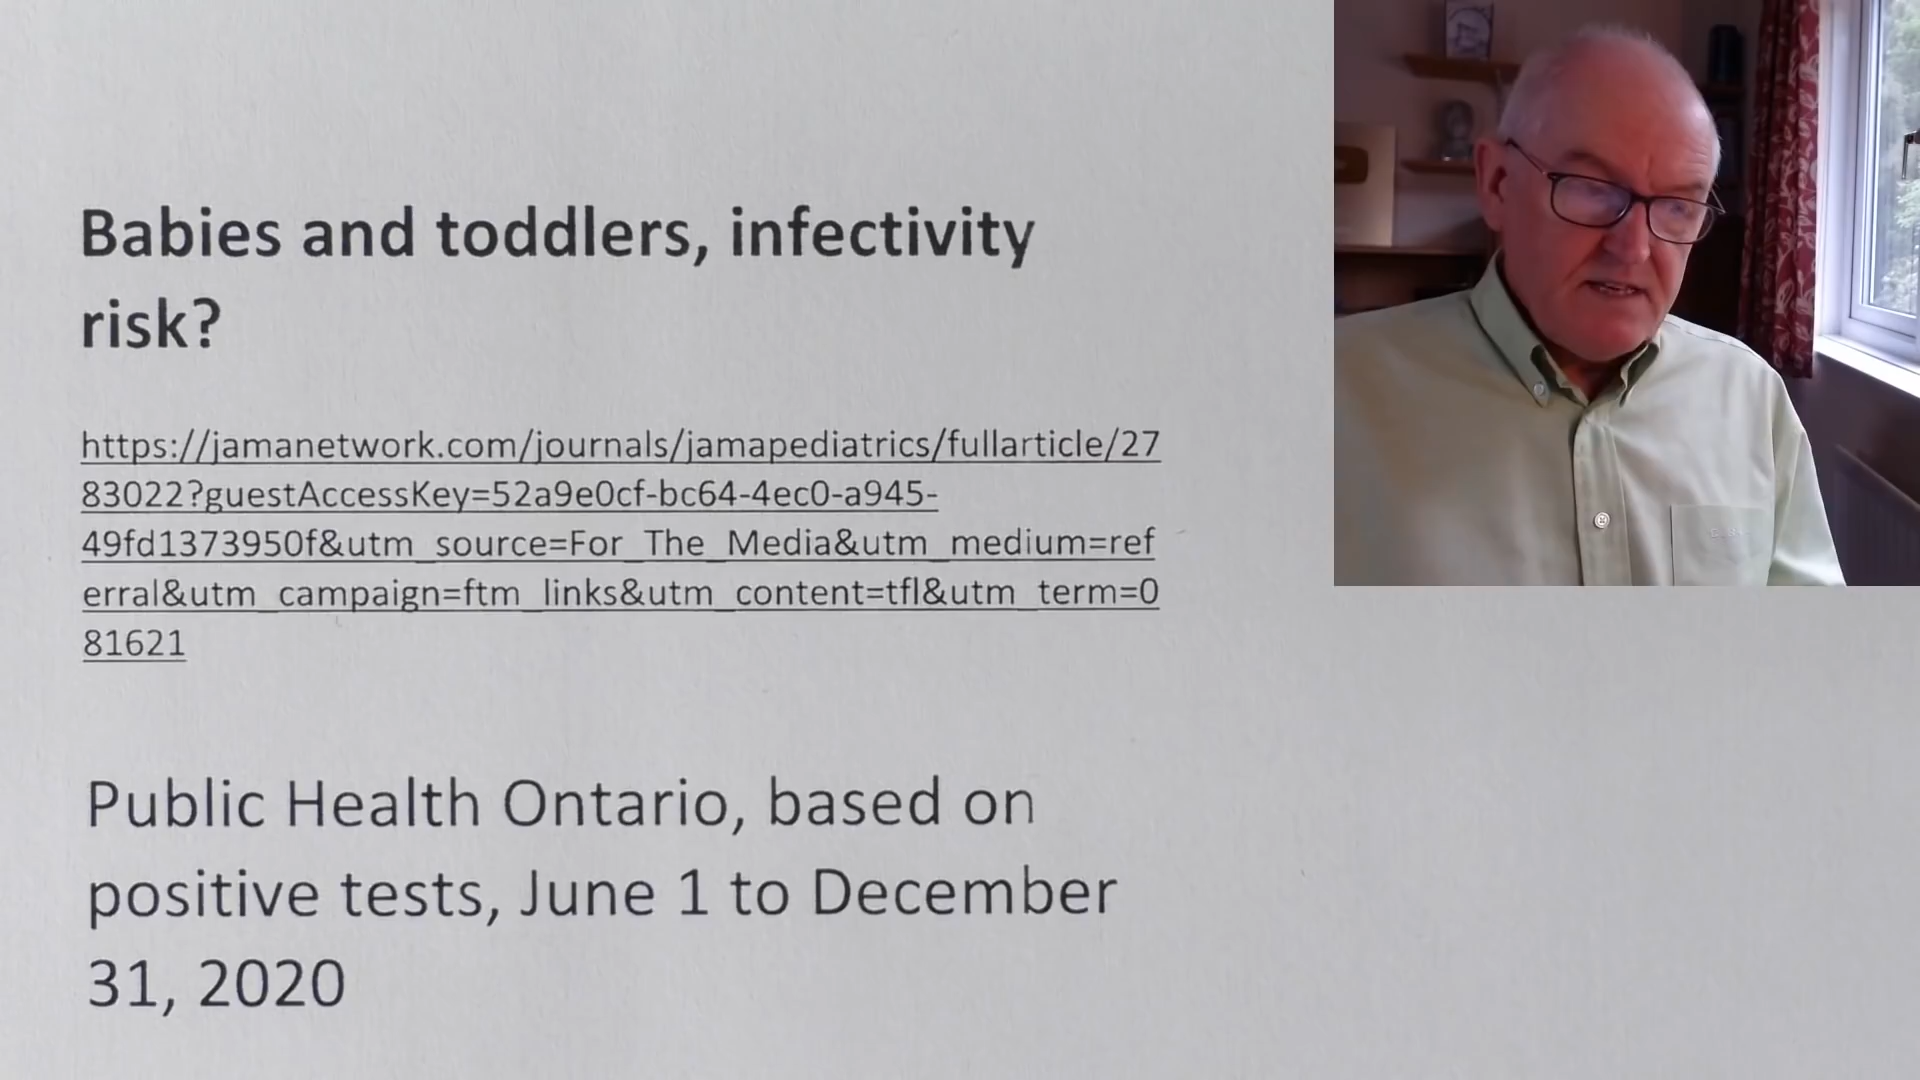 Babies and toddlers, infectivity
risk?
https://jamanetwork.com/journals/jamapediatrics/fullarticle/27
83022?guestAccessKey=52a9e0cf-bc64-4ec0-a945-
49fd1373950f&utm_source=For_The_Media&utm_medium=ref
erral&utm_campaign=ftm_links&utm_content=tfl&utm_term=0
81621
Public Health Ontario, based on
positive tests, June 1 to December
31, 2020